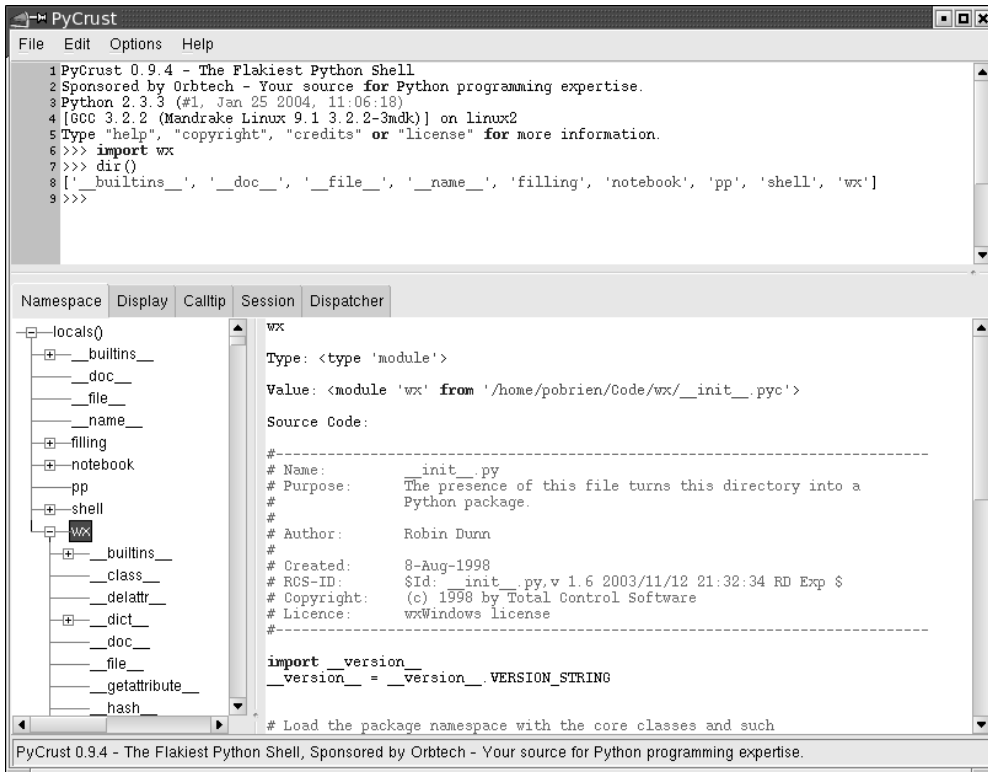 PyCrust
File Edit Options Help
1 PyCrust 0.9.4 - The Flakiest Python Shell
2 Sponsored by Orbtech - Your source for Python programming expertise.
3 Python 2.3.3 (#1, Jan 25 2004, 11:06:18)
4 [GCC 3.2.2 (Mandrake Linux 9.1 3.2.2-3mdk)] on linux2
5 Type "help", "copyright", "credits" or "license" for more information.
6 >>> import wx
7 >>> dir()
8 ['__builtins__', '__doc__', '__file__', '__name__', 'filling', 'notebook', 'pp', 'shell', 'wx']
9 >>>
Namespace Display Calltip Session Dispatcher
locals()
__builtins__
__doc__
__file__
__name__
filling
notebook
pp
shell
wx
__builtins__
__class__
__delattr__
__dict__
__doc__
__file__
__getattribute__
__hash__
wx
Type: <type 'module'>
Value: <module 'wx' from '/home/pobrien/Code/wx/__init__.pyc'>
Source Code:
#----------------------------------------------------------------------------
# Name: __init__.py
# Purpose: The presence of this file turns this directory into a
# Python package.
#
# Author: Robin Dunn
#
# Created: 8-Aug-1998
# RCS-ID: $Id: __init__.py,v 1.6 2003/11/12 21:32:34 RD Exp $
# Copyright: (c) 1998 by Total Control Software
# Licence: wxWindows license
#----------------------------------------------------------------------------
import __version__
__version__ = __version__.VERSION_STRING
# Load the package namespace with the core classes and such
PyCrust 0.9.4 - The Flakiest Python Shell, Sponsored by Orbtech - Your source for Python programming expertise.